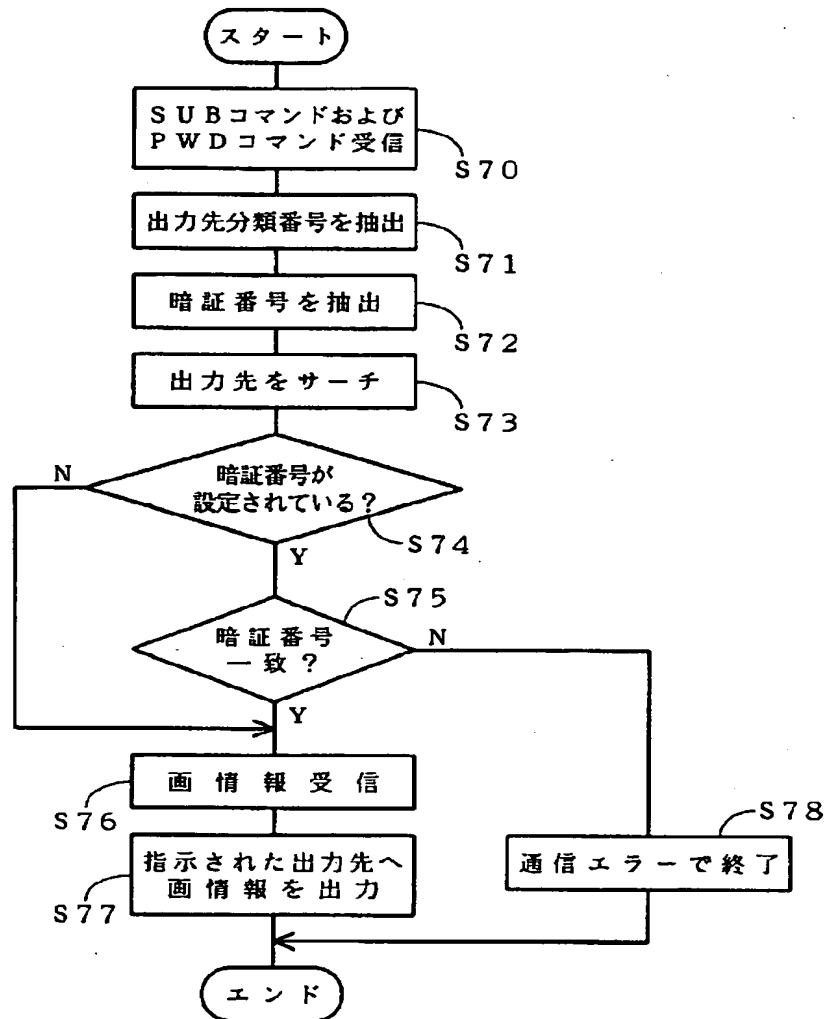 スタート
SUBコマンドおよび
PWDコマンド受信
S70
出力先分類番号を抽出
S71
暗証番号を抽出
S72
出力先をサーチ
S73
N
暗証番号が
設定されている?
S74
Y
S75
暗証番号
一致?
N
Y
画情報受信
S76
S78
指示された出力先へ
画情報を出力
通信エラーで終了
S77
エンド